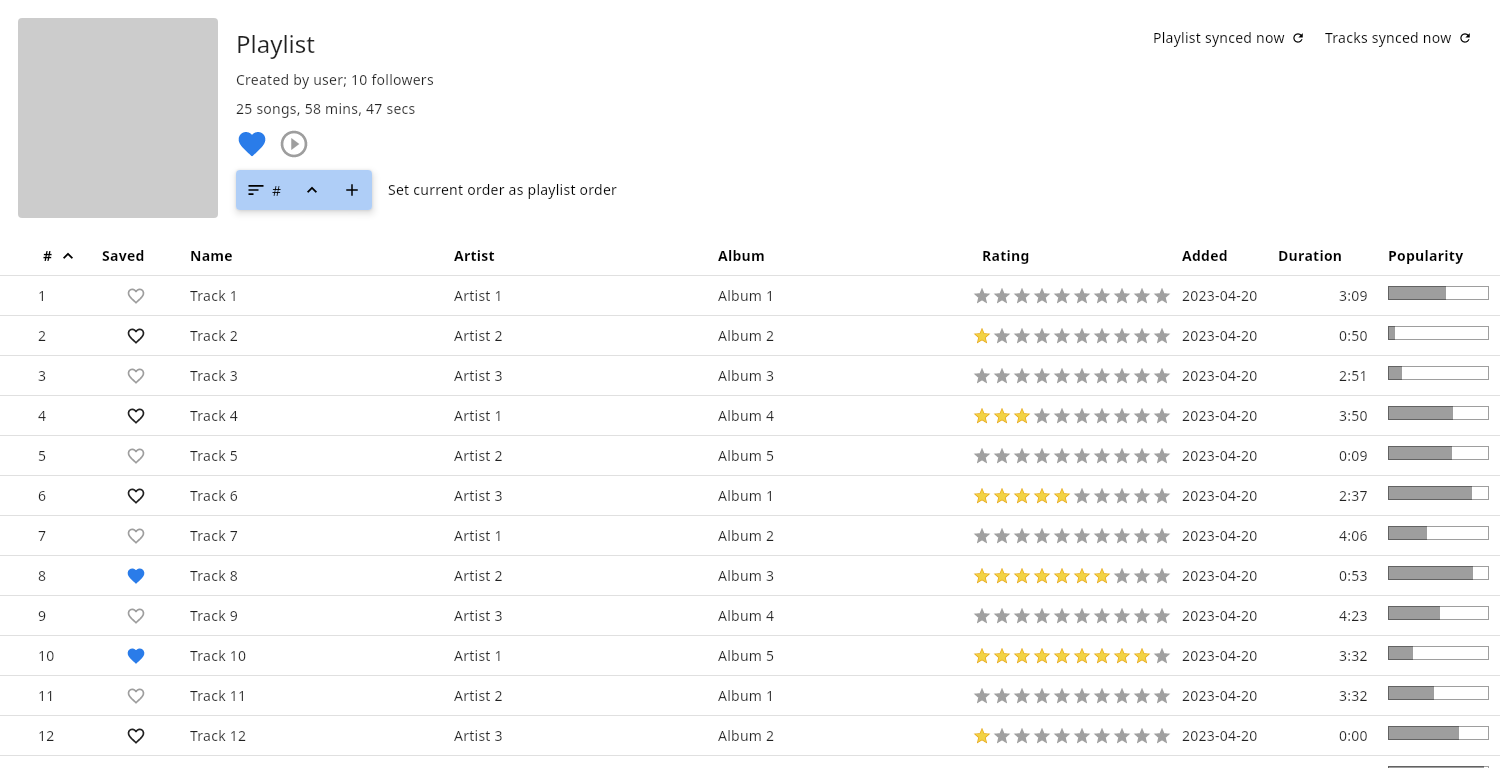 Playlist
Playlist synced now
Tracks synced now
Created by user; 10 followers
25 songs, 58 mins, 47 secs
#
Set current order as playlist order
# Saved Name Artist Album Rating Added Duration Popularity
1 Track 1 Artist 1 Album 1 2023-04-20 3:09
2 Track 2 Artist 2 Album 2 2023-04-20 0:50
3 Track 3 Artist 3 Album 3 2023-04-20 2:51
4 Track 4 Artist 1 Album 4 2023-04-20 3:50
5 Track 5 Artist 2 Album 5 2023-04-20 0:09
6 Track 6 Artist 3 Album 1 2023-04-20 2:37
7 Track 7 Artist 1 Album 2 2023-04-20 4:06
8 Track 8 Artist 2 Album 3 2023-04-20 0:53
9 Track 9 Artist 3 Album 4 2023-04-20 4:23
10 Track 10 Artist 1 Album 5 2023-04-20 3:32
11 Track 11 Artist 2 Album 1 2023-04-20 3:32
12 Track 12 Artist 3 Album 2 2023-04-20 0:00